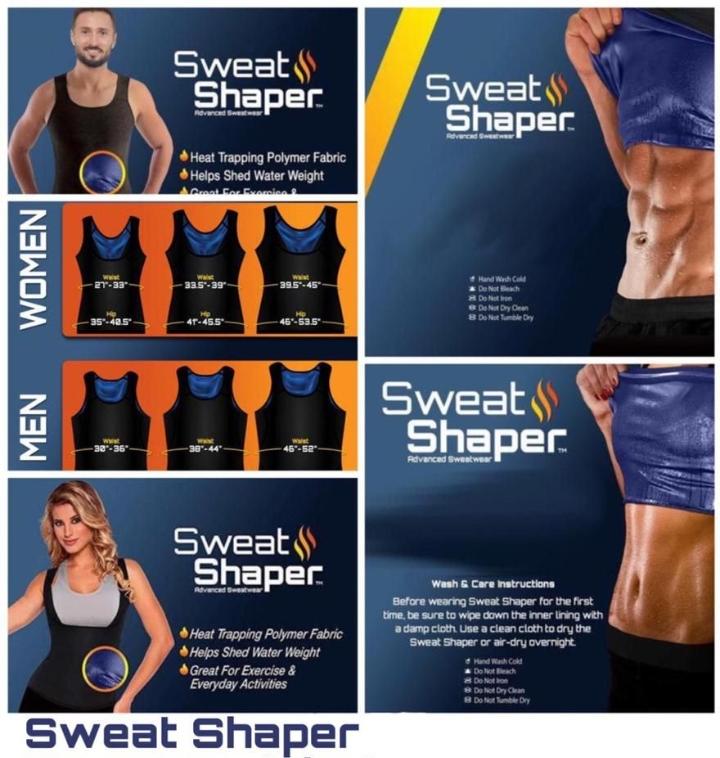 Sweat
Shaper™
Advanced Sweatwear
Heat Trapping Polymer Fabric
Helps Shed Water Weight
Great For Exercise &
WOMEN
Waist
27"-33"
Hip
35"-40.5"
Waist
33.5"-39"
Hip
41"-45.5"
Waist
39.5"-45"
Hip
46"-53.5"
MEN
Waist
30"-36"
Waist
38"-44"
Waist
46"-52"
Sweat
Shaper™
Advanced Sweatwear
Heat Trapping Polymer Fabric
Helps Shed Water Weight
Great For Exercise &
Everyday Activities
Sweat
Shaper™
Advanced Sweatwear
Hand Wash Cold
Do Not Bleach
Do Not Iron
Do Not Dry Clean
Do Not Tumble Dry
Sweat
Shaper™
Advanced Sweatwear
Wash & Care Instructions
Before wearing Sweat Shaper for the first
time, be sure to wipe down the inner lining with
a damp cloth. Use a clean cloth to dry the
Sweat Shaper or air-dry overnight.
Hand Wash Cold
Do Not Bleach
Do Not Iron
Do Not Dry Clean
Do Not Tumble Dry
Sweat Shaper